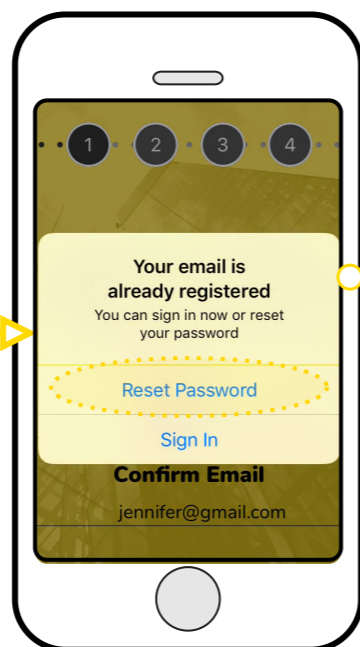 1 2 3 4
Your email is
already registered
You can sign in now or reset
your password
Reset Password
Sign In
Confirm Email
jennifer@gmail.com